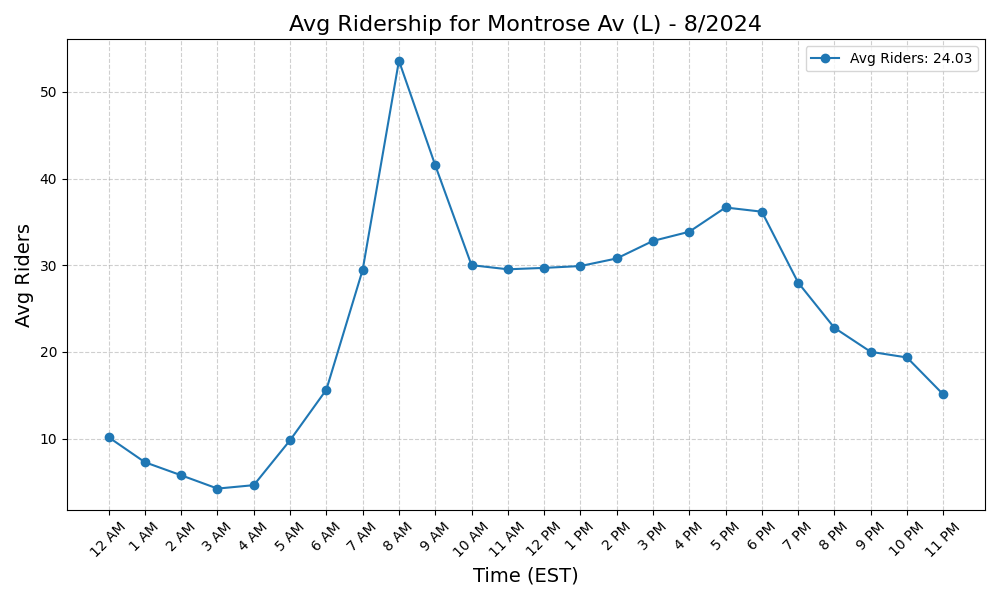 Avg Ridership for Montrose Av (L) - 8/2024
Avg Riders: 24.03
Avg Riders
50
40
30
20
10
12 AM
1 AM
2 AM
3 AM
4 AM
5 AM
6 AM
7 AM
8 AM
9 AM
10 AM
11 AM
12 PM
1 PM
2 PM
3 PM
4 PM
5 PM
6 PM
7 PM
8 PM
9 PM
10 PM
11 PM
Time (EST)